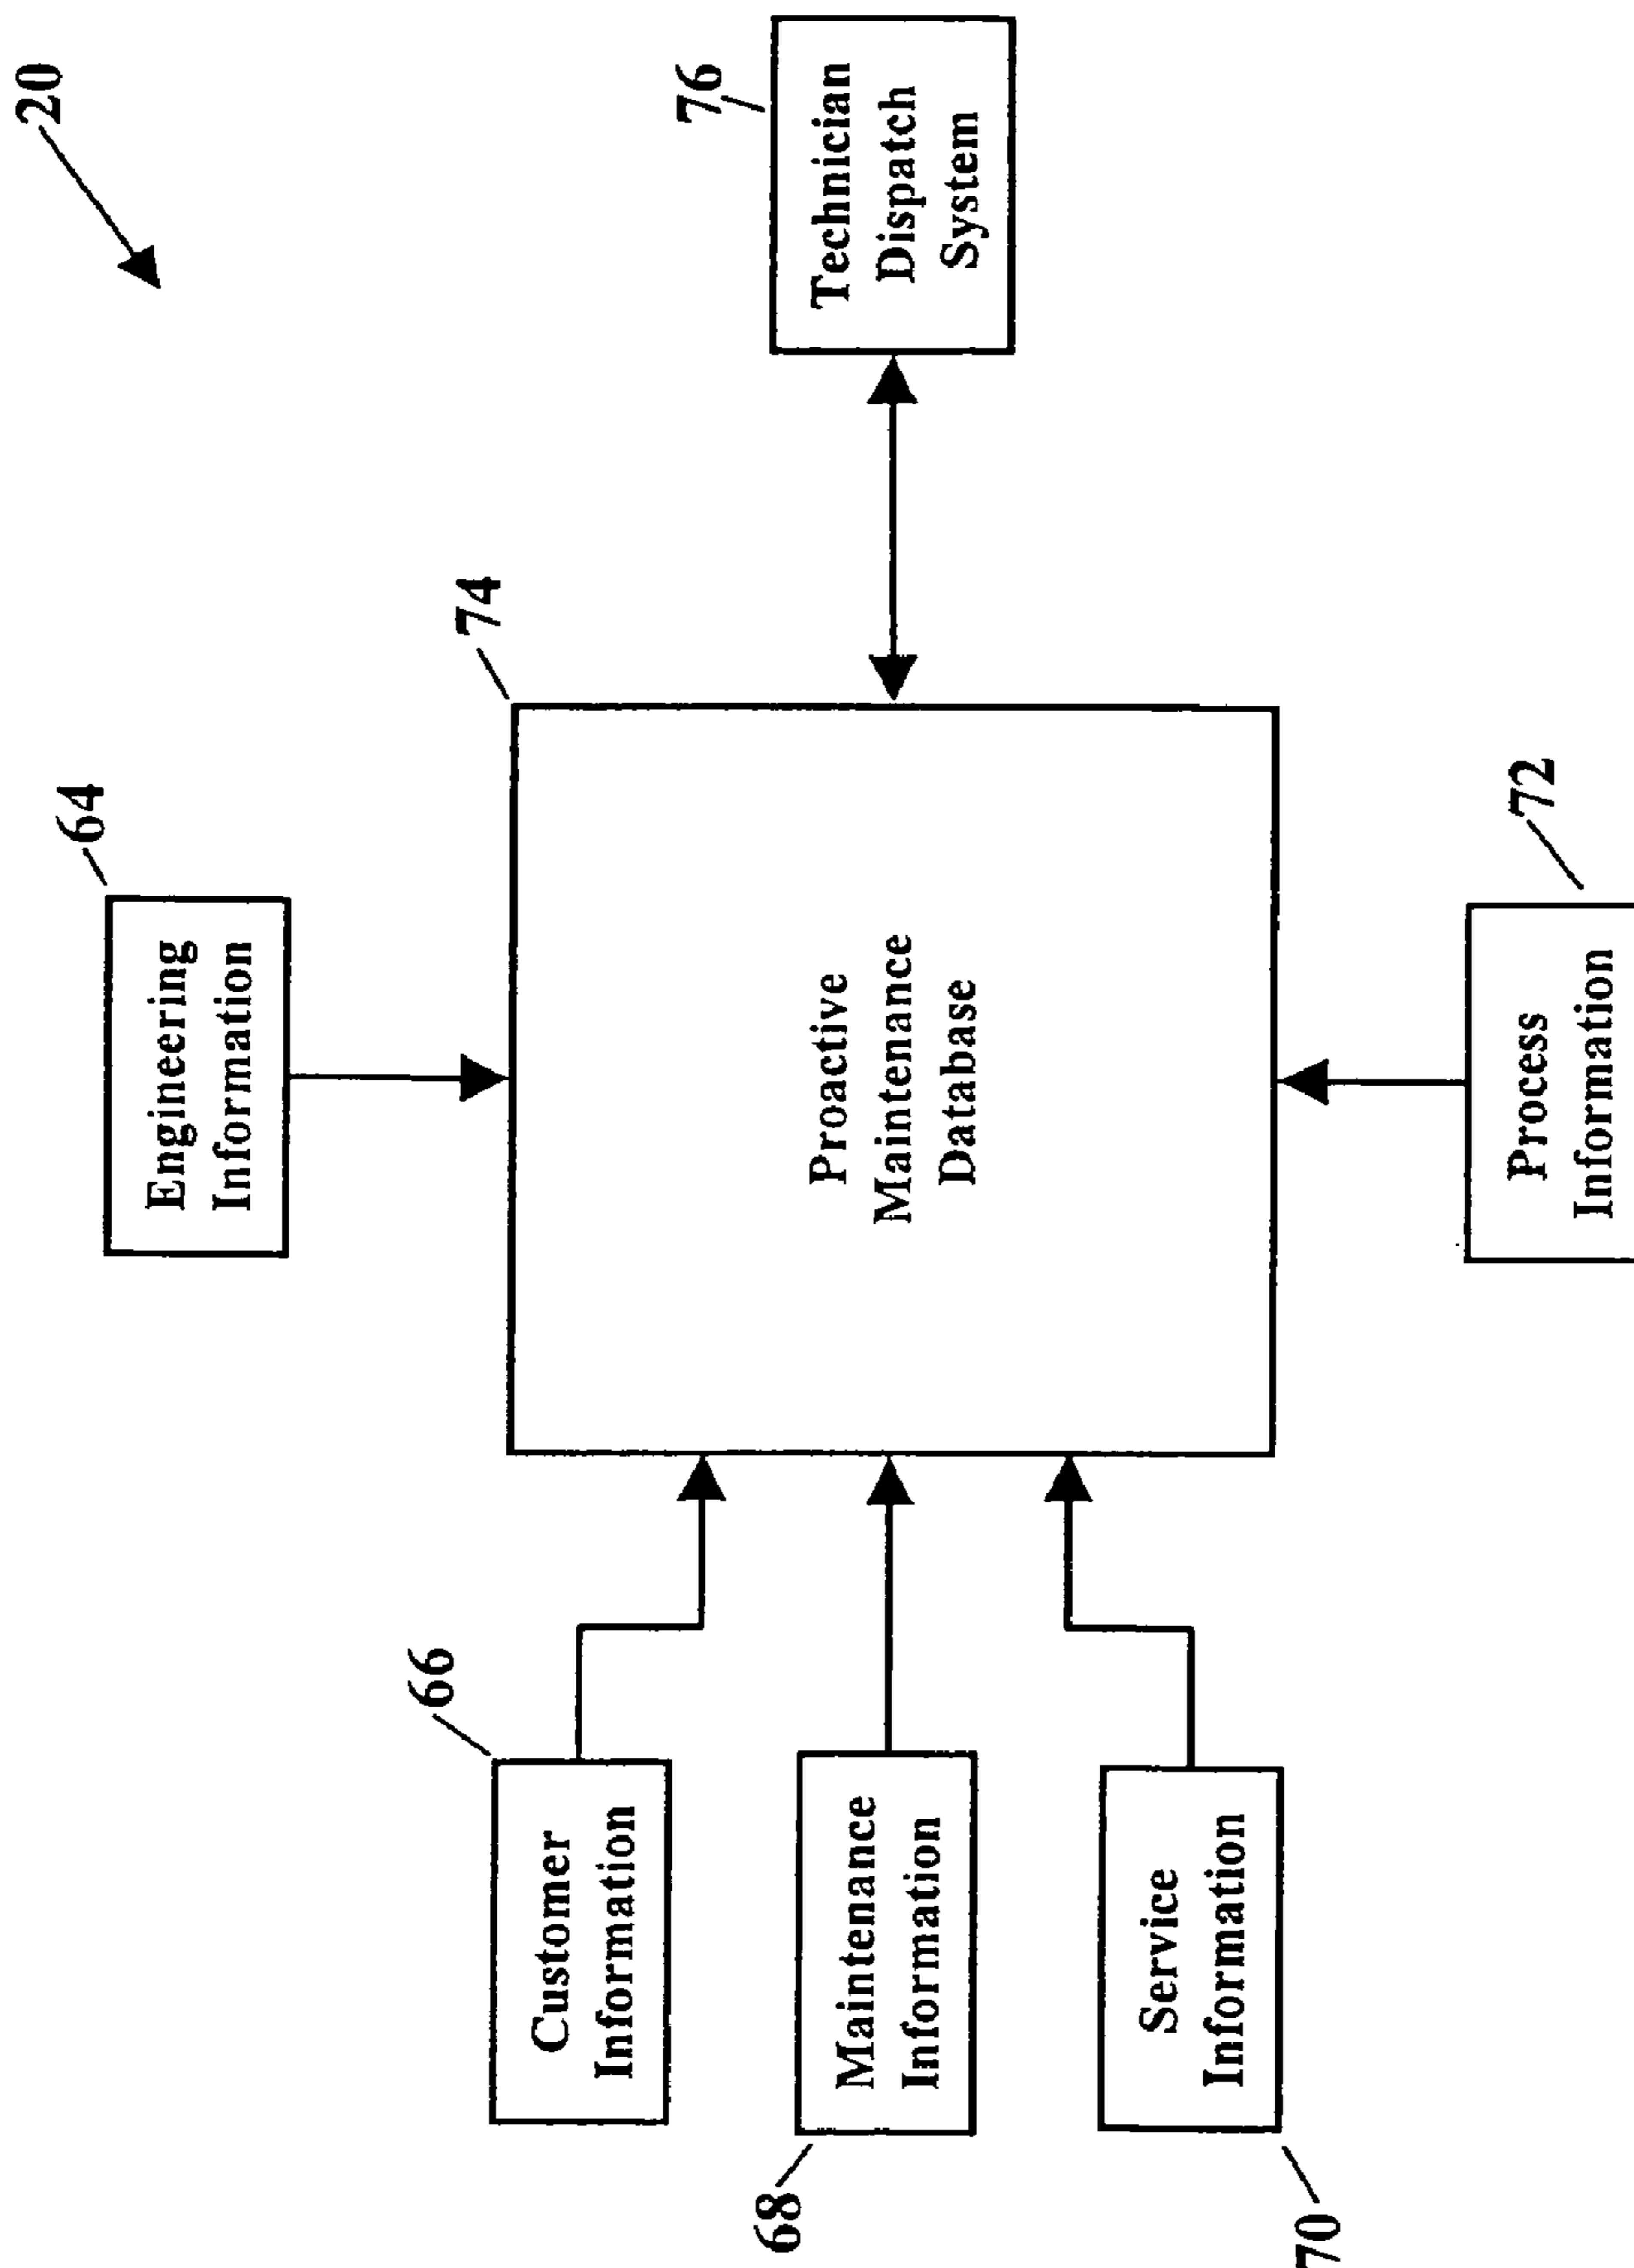 20
64
Engineering
Information
66
Customer
Information
74
Proactive
Maintenance
Database
76
Technician
Dispatch
System
68
Maintenance
Information
70
Service
Information
72
Process
Information